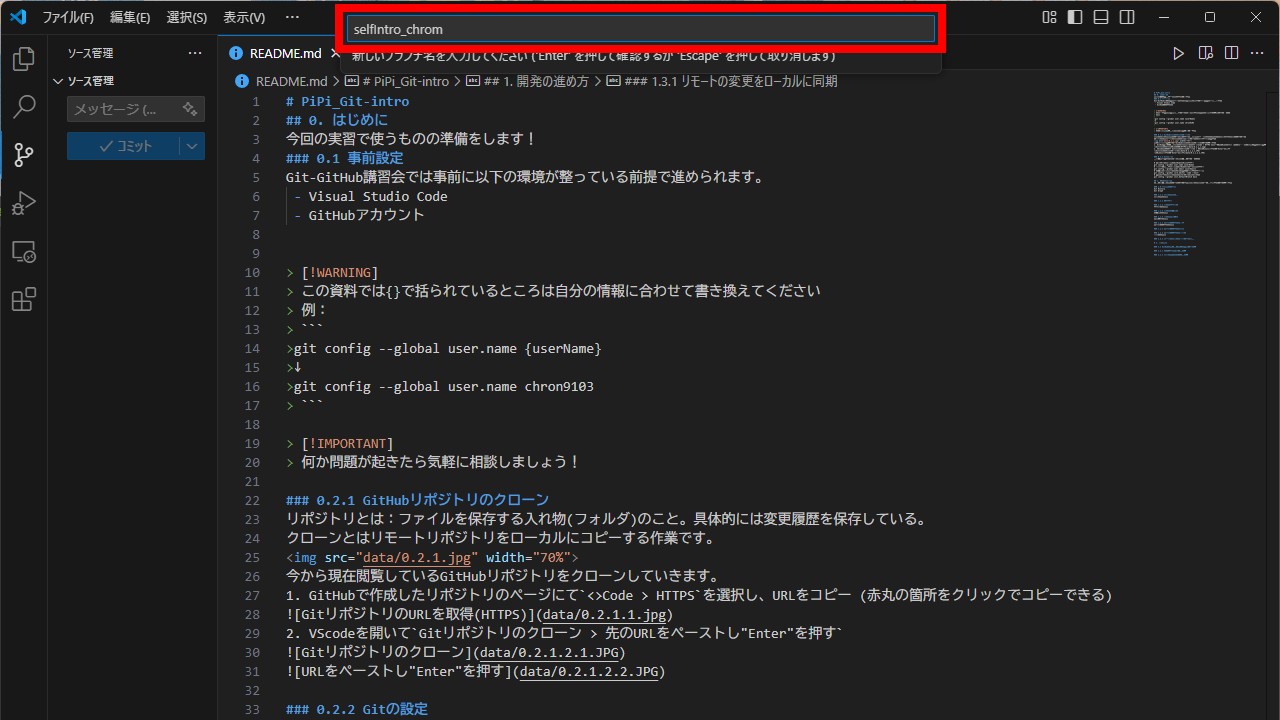 ファイル(F) 編集(E) 選択(S) 表示(V) ···
selfIntro_chrom
新しいブランチ名を入力してください ('Enter' を押して確認するか 'Escape' を押して取り消します)
ソース管理 ···
README.md
README.md > # PiPi_Git-intro > ## 1. 開発の進め方 > ### 1.3.1 リモートの変更をローカルに同期
ソース管理
メッセージ (...
コミット
1 # PiPi_Git-intro
2 ## 0. はじめに
3 今回の実習で使うものの準備をします！
4 ### 0.1 事前設定
5 Git-GitHub講習会では事前に以下の環境が整っている前提で進められます。
6 - Visual Studio Code
7 - GitHubアカウント
8
9
10 > [!WARNING]
11 > この資料では{}で括られているところは自分の情報に合わせて書き換えてください
12 > 例：
13 > ```
14 >git config --global user.name {userName}
15 >↓
16 >git config --global user.name chron9103
17 > ```
18
19 > [!IMPORTANT]
20 > 何か問題が起きたら気軽に相談しましょう！
21
22 ### 0.2.1 GitHubリポジトリのクローン
23 リポジトリとは：ファイルを保存する入れ物(フォルダ)のこと。具体的には変更履歴を保存している。
24 クローンとはリモートリポジトリをローカルにコピーする作業です。
25 <img src="data/0.2.1.jpg" width="70%">
26 今から現在閲覧しているGitHubリポジトリをクローンしていきます。
27 1. GitHubで作成したリポジトリのページにて`<>Code > HTTPS`を選択し、URLをコピー (赤丸の箇所をクリックでコピーできる)
28 ![GitリポジトリのURLを取得(HTTPS)](data/0.2.1.1.jpg)
29 2. VScodeを開いて`Gitリポジトリのクローン > 先のURLをペーストし"Enter"を押す`
30 ![Gitリポジトリのクローン](data/0.2.1.2.1.JPG)
31 ![URLをペーストし"Enter"を押す](data/0.2.1.2.2.JPG)
32
33 ### 0.2.2 Gitの設定